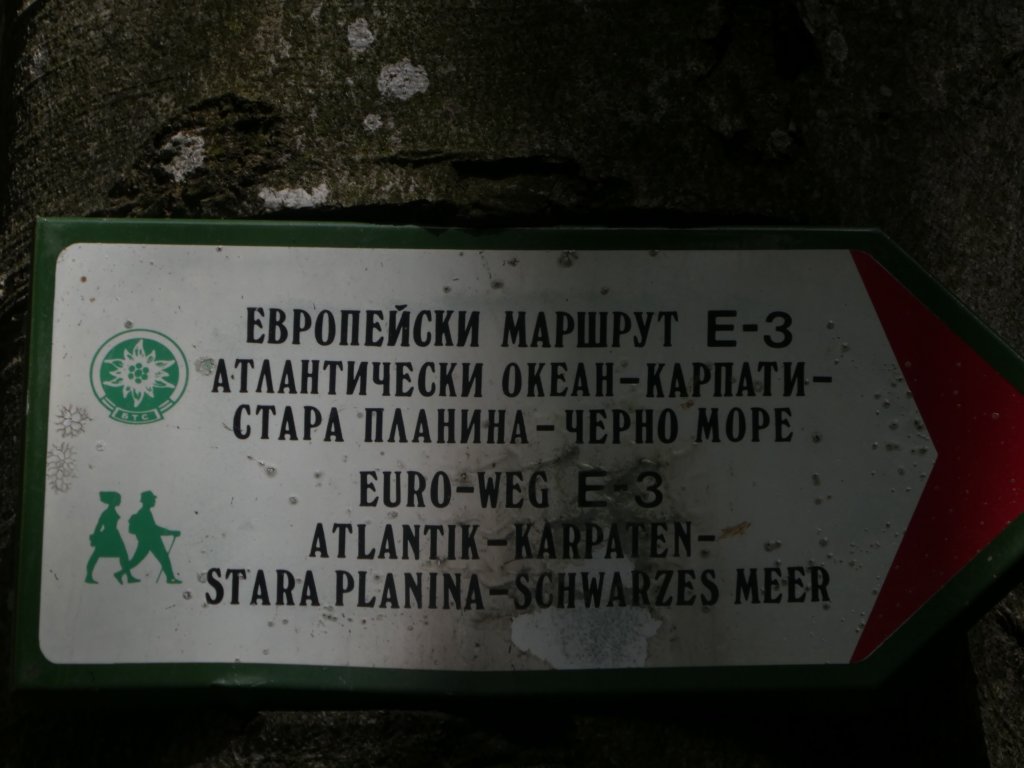 ЕВРОПЕЙСКИ МАРШРУТ Е-3
АТЛАНТИЧЕСКИ ОКЕАН-КАРПАТИ-
СТАРА ПЛАНИНА-ЧЕРНО МОРЕ
БТС
EURO-WEG E-3
ATLANTIK-KARPATEN-
STARA PLANINA-SCHWARZES MEER